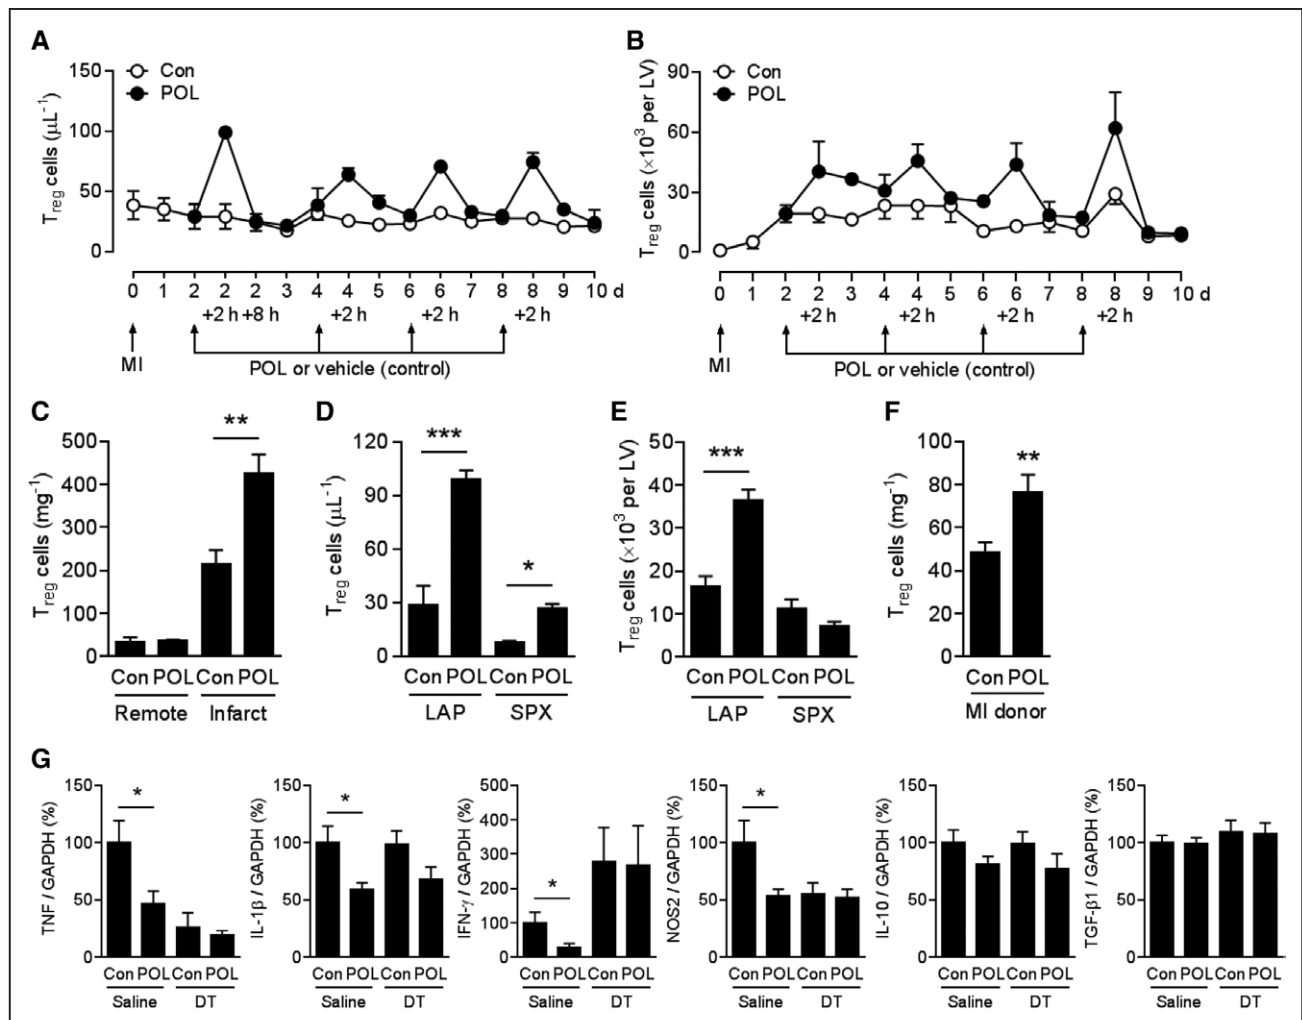 A
B
150
100
50
0
Treg cells (μL-1)
Con
POL
0 1 2 2 2 3 4 4 5 6 6 7 8 8 9 10 d
+2 h +8 h +2 h +2 h +2 h
MI
POL or vehicle (control)
90
60
30
0
Treg cells (×10³ per LV)
Con
POL
0 1 2 2 3 4 4 5 6 6 7 8 8 9 10 d
+2 h +2 h +2 h +2 h
MI
POL or vehicle (control)
C
500
400
300
200
100
0
Treg cells (mg-1)
**
Con POL Con POL
Remote Infarct
D
120
90
60
30
0
Treg cells (μL-1)
***
*
Con POL Con POL
LAP SPX
E
50
40
30
20
10
0
Treg cells (×10³ per LV)
***
Con POL Con POL
LAP SPX
F
100
80
60
40
20
0
Treg cells (mg-1)
**
Con POL
MI donor
G
150
100
50
0
TNF / GAPDH (%)
*
Con POL Con POL
Saline DT
150
100
50
0
IL-1β / GAPDH (%)
*
Con POL Con POL
Saline DT
500
400
300
200
100
0
IFN-γ / GAPDH (%)
*
Con POL Con POL
Saline DT
150
100
50
0
NOS2 / GAPDH (%)
*
Con POL Con POL
Saline DT
150
100
50
0
IL-10 / GAPDH (%)
Con POL Con POL
Saline DT
150
100
50
0
TGF-β1 / GAPDH (%)
Con POL Con POL
Saline DT